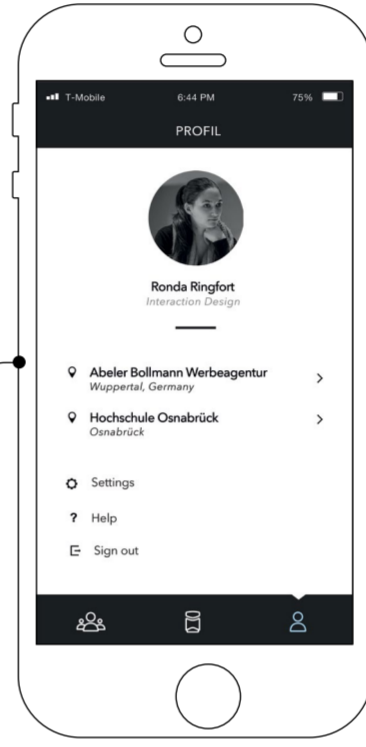 T-Mobile 6:44 PM 75%
PROFIL
Ronda Ringfort
Interaction Design
Abeler Bollmann Werbeagentur
Wuppertal, Germany
Hochschule Osnabrück
Osnabrück
Settings
? Help
Sign out